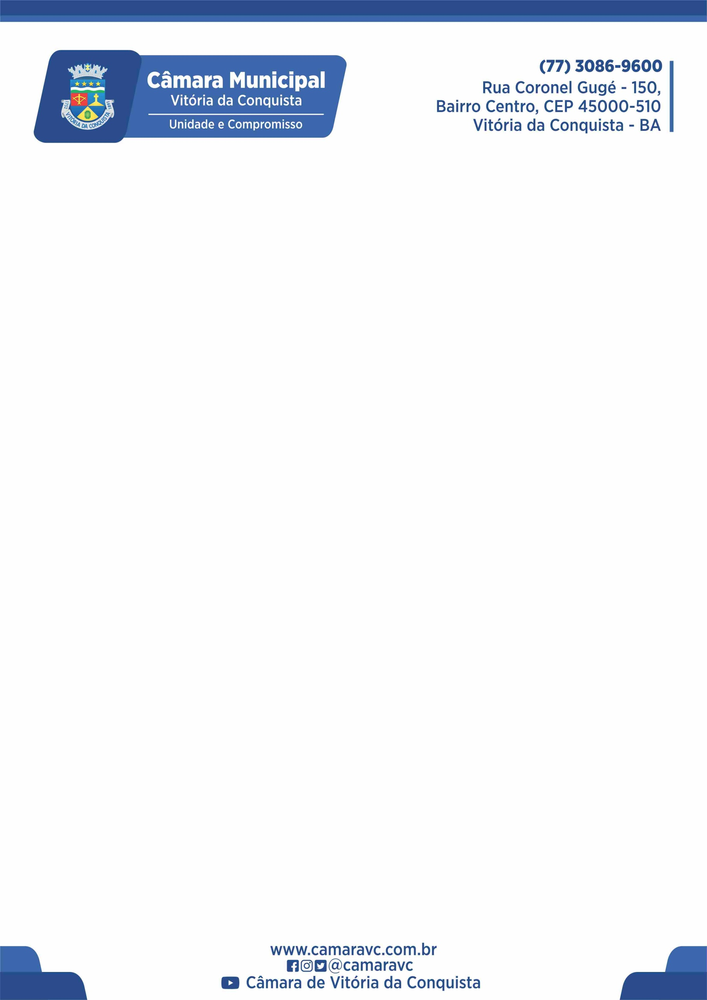 Câmara Municipal
Vitória da Conquista
Unidade e Compromisso
1752 VITÓRIA DA CONQUISTA 1891
(77) 3086-9600
Rua Coronel Gugé - 150,
Bairro Centro, CEP 45000-510
Vitória da Conquista - BA
www.camaravc.com.br
@camaravc
Câmara de Vitória da Conquista